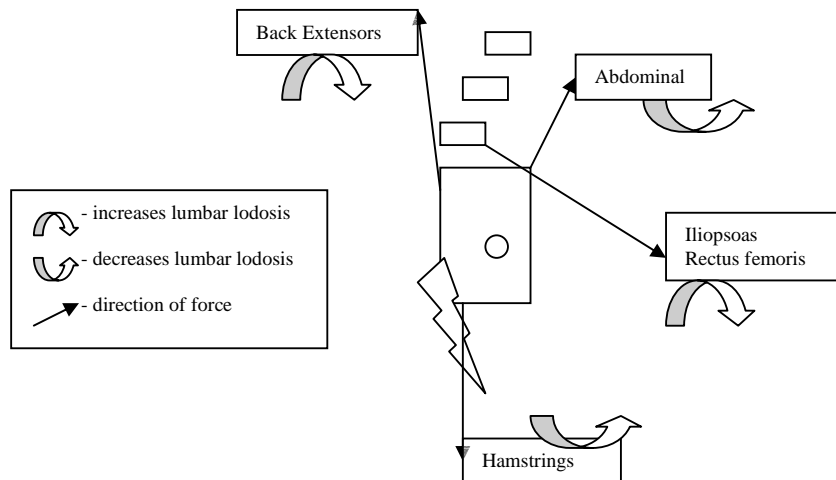 Back Extensors
Abdominal
- increases lumbar lodosis
- decreases lumbar lodosis
- direction of force
Iliopsoas
Rectus femoris
Hamstrings